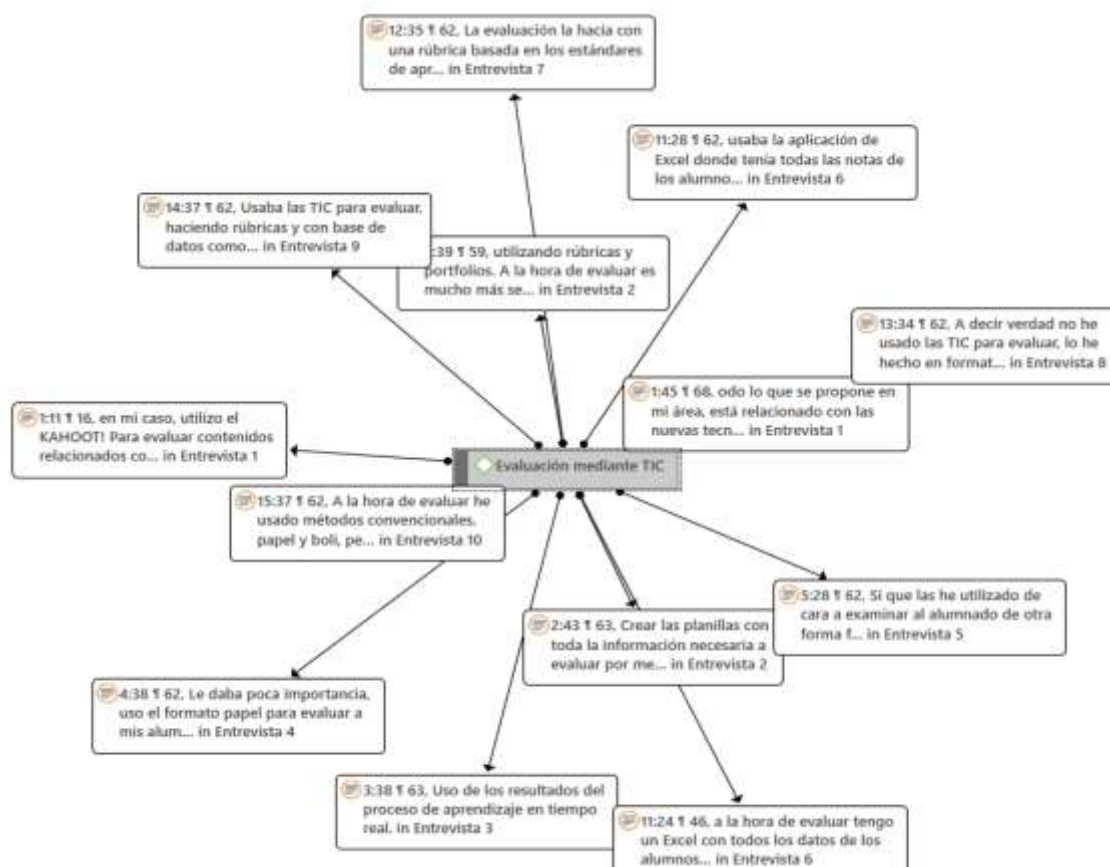 12:35 ¶ 62, La evaluación la hacía con
una rúbrica basada en los estándares
de apr... in Entrevista 7
11:28 ¶ 62, usaba la aplicación de
Excel donde tenía todas las notas de
los alumno... in Entrevista 6
14:37 ¶ 62, Usaba las TIC para evaluar,
haciendo rúbricas y con base de
datos como... in Entrevista 9
:39 ¶ 59, utilizando rúbricas y
portfolios. A la hora de evaluar es
mucho más se... in Entrevista 2
13:34 ¶ 62, A decir verdad no he
usado las TIC para evaluar, lo he
hecho en format... in Entrevista 8
1:45 ¶ 68, odo lo que se propone en
mi área, está relacionado con las
nuevas tecn... in Entrevista 1
1:11 ¶ 16, en mi caso, utilizo el
KAHOOT! Para evaluar contenidos
relacionados co... in Entrevista 1
Evaluación mediante TIC
15:37 ¶ 62, A la hora de evaluar he
usado métodos convencionales,
papel y boli, pe... in Entrevista 10
5:28 ¶ 62, Sí que las he utilizado de
cara a examinar al alumnado de otra
forma f... in Entrevista 5
2:43 ¶ 63, Crear las planillas con
toda la información necesaria a
evaluar por me... in Entrevista 2
4:38 ¶ 62, Le daba poca importancia,
uso el formato papel para evaluar a
mis alum... in Entrevista 4
3:38 ¶ 63, Uso de los resultados del
proceso de aprendizaje en tiempo
real. in Entrevista 3
11:24 ¶ 46, a la hora de evaluar tengo
un Excel con todos los datos de los
alumnos... in Entrevista 6